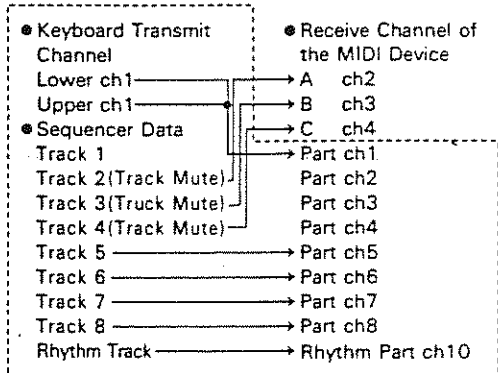 ● Keyboard Transmit
Channel
Lower ch1
Upper ch1
● Sequencer Data
Track 1
Track 2(Track Mute)
Track 3(Truck Mute)
Track 4(Track Mute)
Track 5
Track 6
Track 7
Track 8
Rhythm Track
● Receive Channel of
the MIDI Device
A ch2
B ch3
C ch4
Part ch1
Part ch2
Part ch3
Part ch4
Part ch5
Part ch6
Part ch7
Part ch8
Rhythm Part ch10